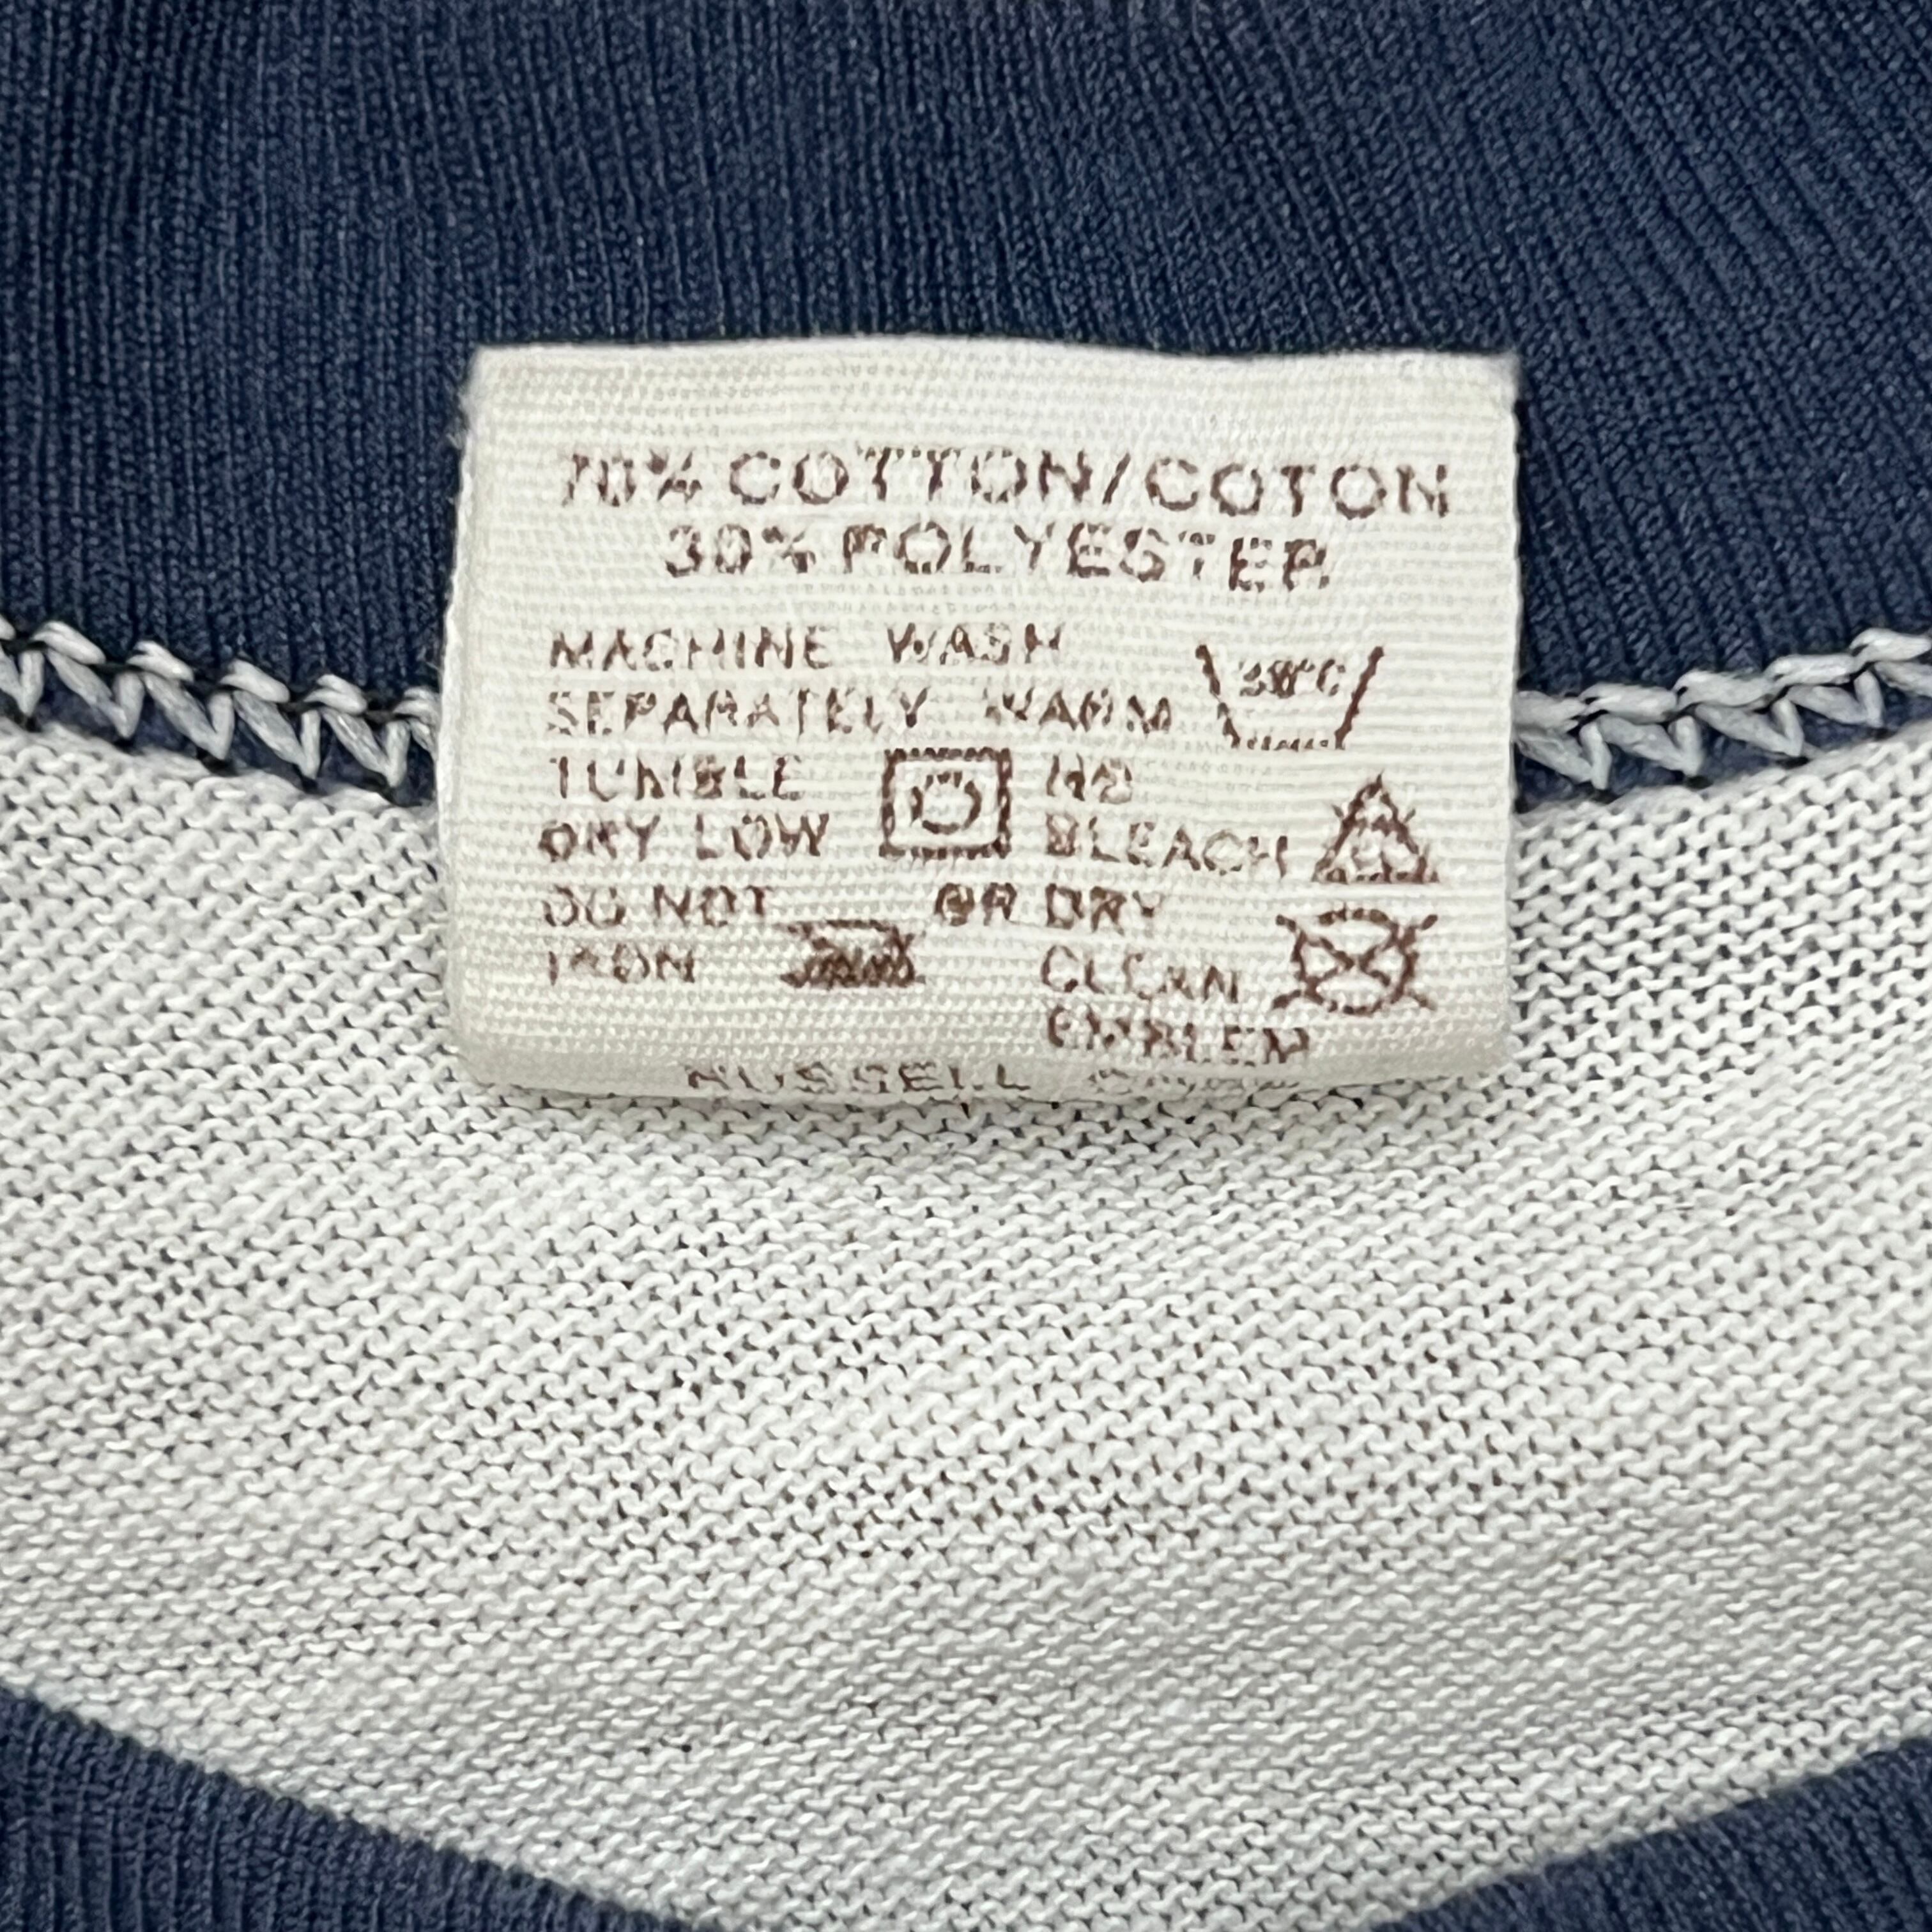 70% COTTON/COTON
30% POLYESTER
MACHINE WASH
SEPARATELY WARM
TUMBLE
DRY LOW
NO
BLEACH
DO NOT
IRON
OR DRY
CLEAN
EMBLEM
RUSSELL